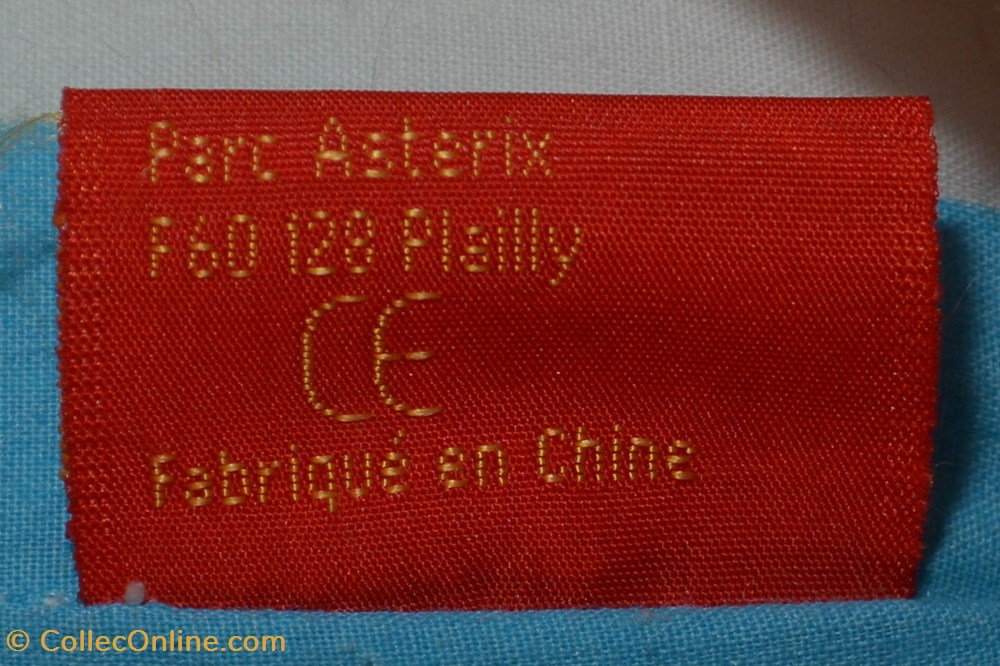 Parc Asterix
F60 128 Plailly
CE
Fabriqué en Chine
© CollecOnline.com